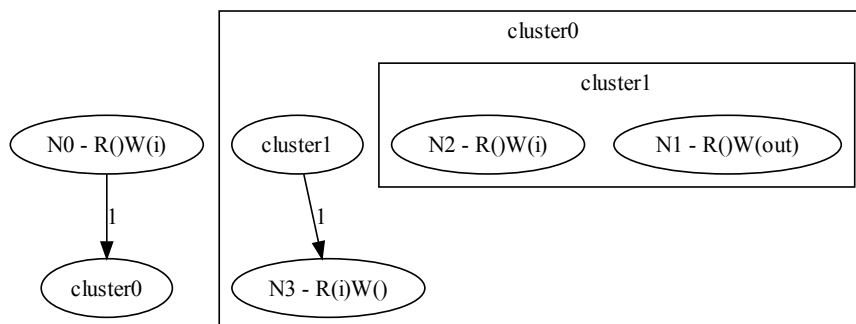 cluster0
cluster1
N0 - R()W(i)
cluster1
N2 - R()W(i)
N1 - R()W(out)
1
1
cluster0
N3 - R(i)W()